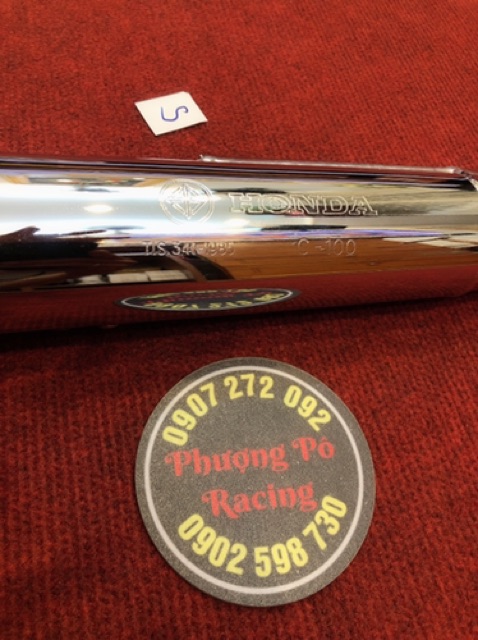 S
HONDA
C-100
0907 272 092
Phượng Pô
Racing
0902 598 730